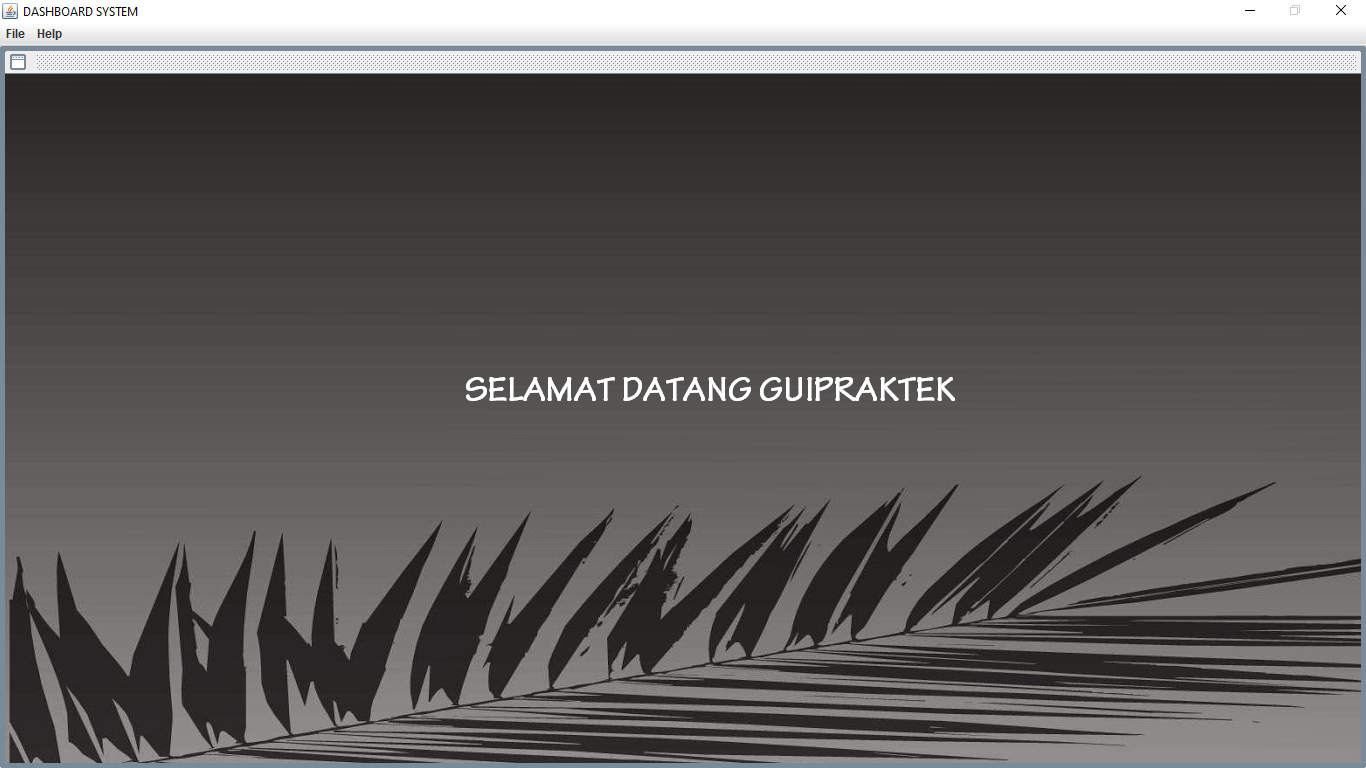 DASHBOARD SYSTEM
File Help
SELAMAT DATANG GUIPRAKTEK